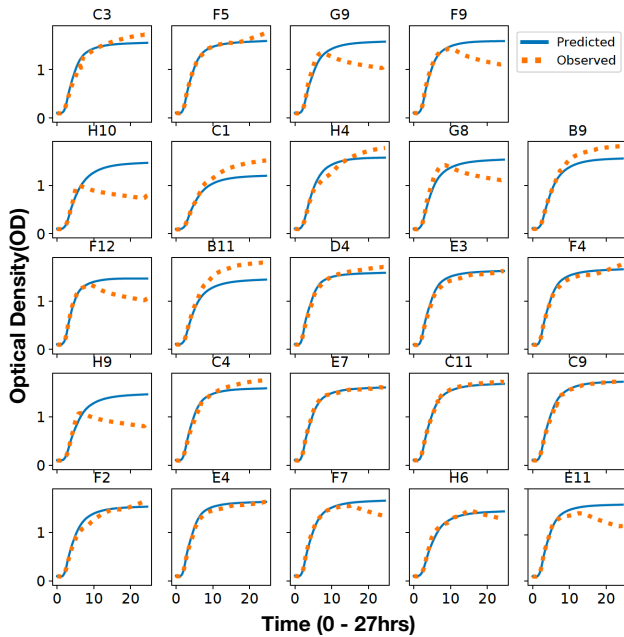 C3 F5 G9 F9
Predicted
Observed
1
0
H10 C1 H4 G8 B9
1
0
F12 B11 D4 E3 F4
1
0
H9 C4 E7 C11 C9
1
0
F2 E4 F7 H6 E11
1
0
0 10 20 0 10 20 0 10 20 0 10 20 0 10 20
Optical Density(OD)
Time (0 - 27hrs)